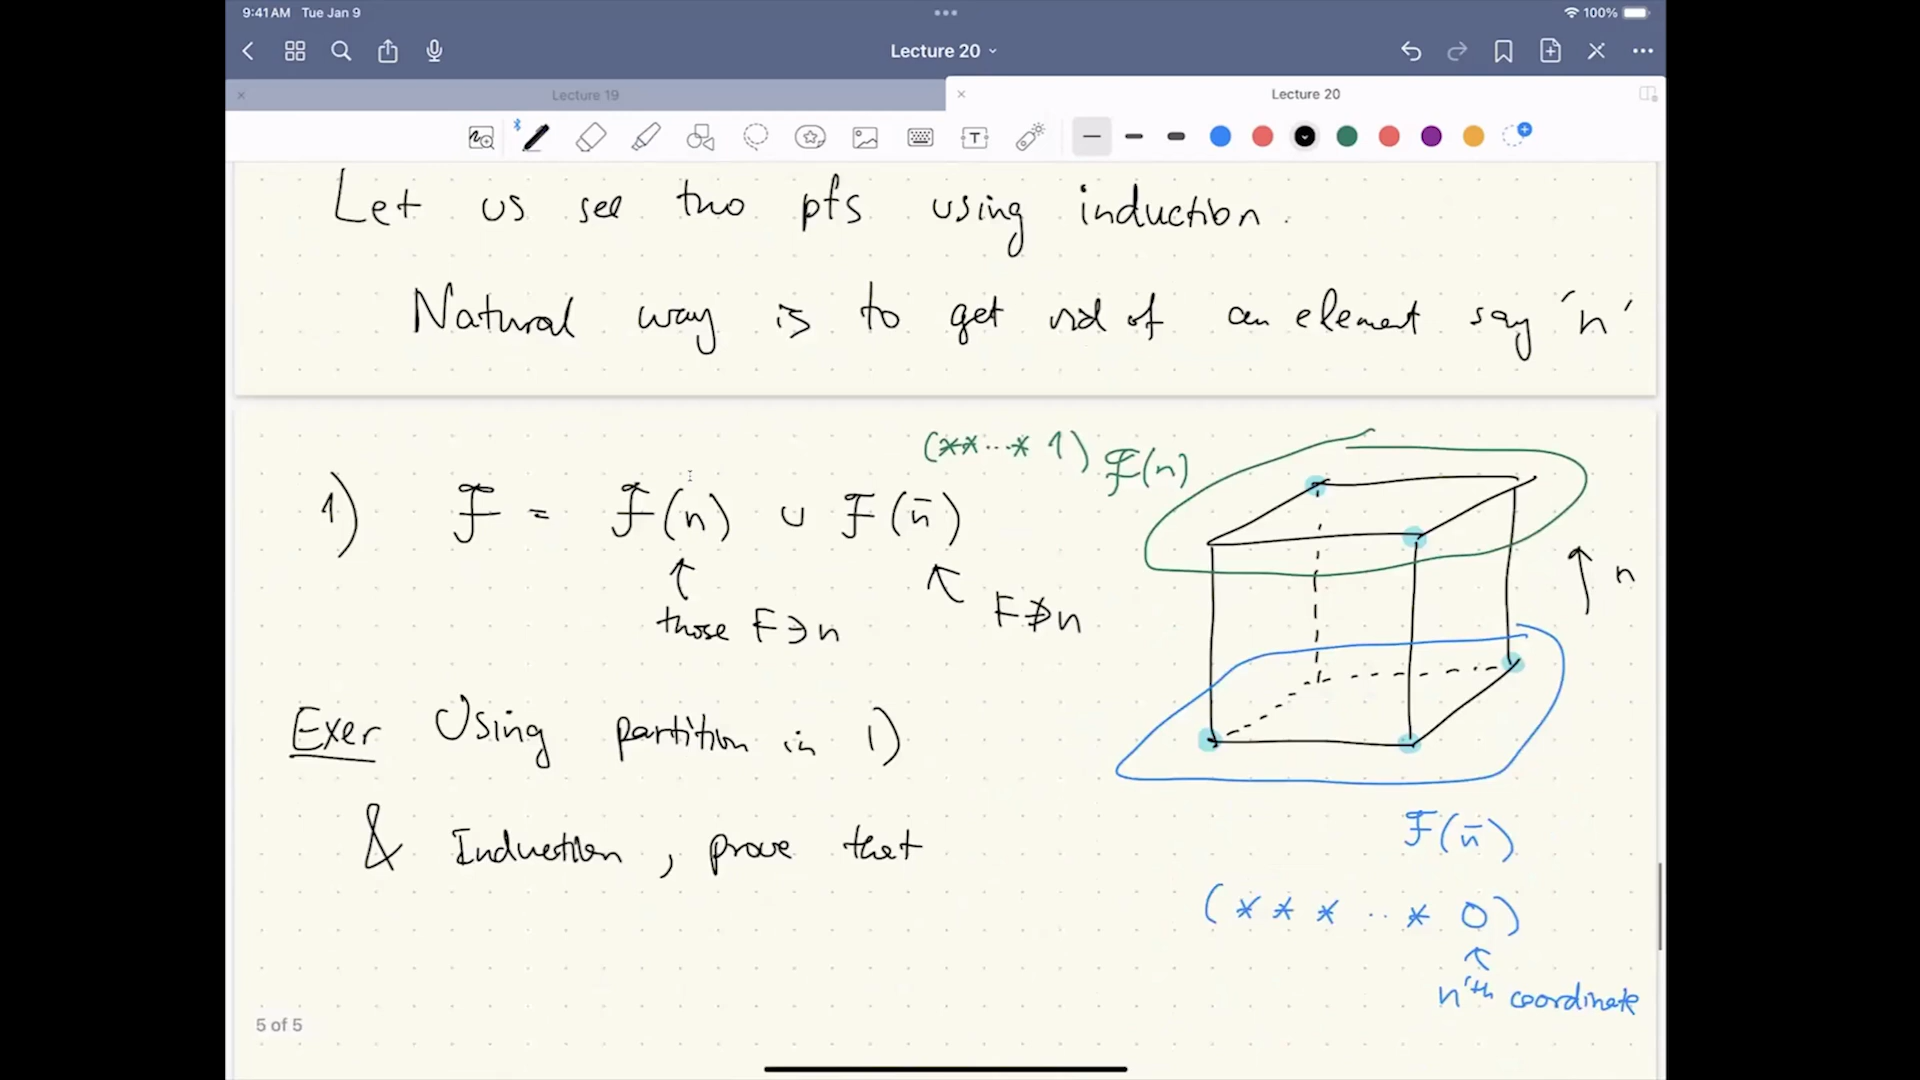 9:41 AM Tue Jan 9
100%
Lecture 20
Lecture 19
Lecture 20
Let us see two pfs using induction.
Natural way is to get rid of an element say 'n'
(**...* 1) F(n)
1) F = F(n) ∪ F(n̄)
n
those F∋n
F∌n
Exer Using partition in 1)
& Induction, prove that
F(n̄)
(* * * .. * 0)
n'th coordinate
5 of 5